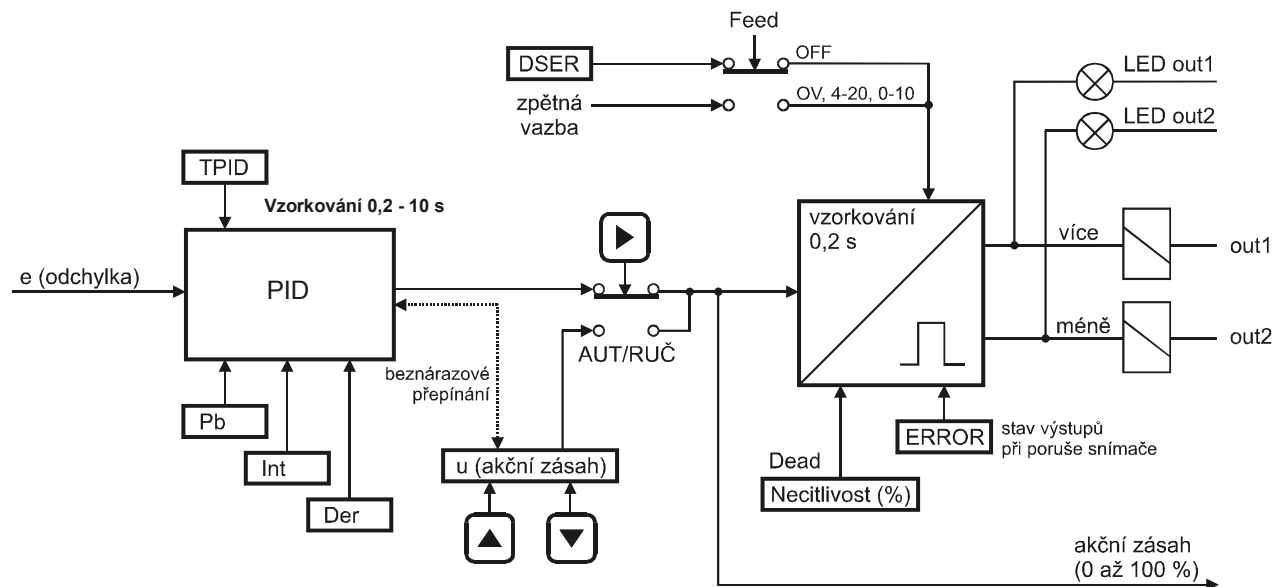 Feed
DSER
OFF
zpětná
vazba
OV, 4-20, 0-10
LED out1
LED out2
TPID
Vzorkování 0,2 - 10 s
e (odchylka)
PID
vzorkování
0,2 s
více
out1
méně
out2
AUT/RUČ
beznárazové
přepínání
Pb
Int
Der
u (akční zásah)
ERROR
stav výstupů
při poruše snímače
Dead
Necitlivost (%)
akční zásah
(0 až 100 %)